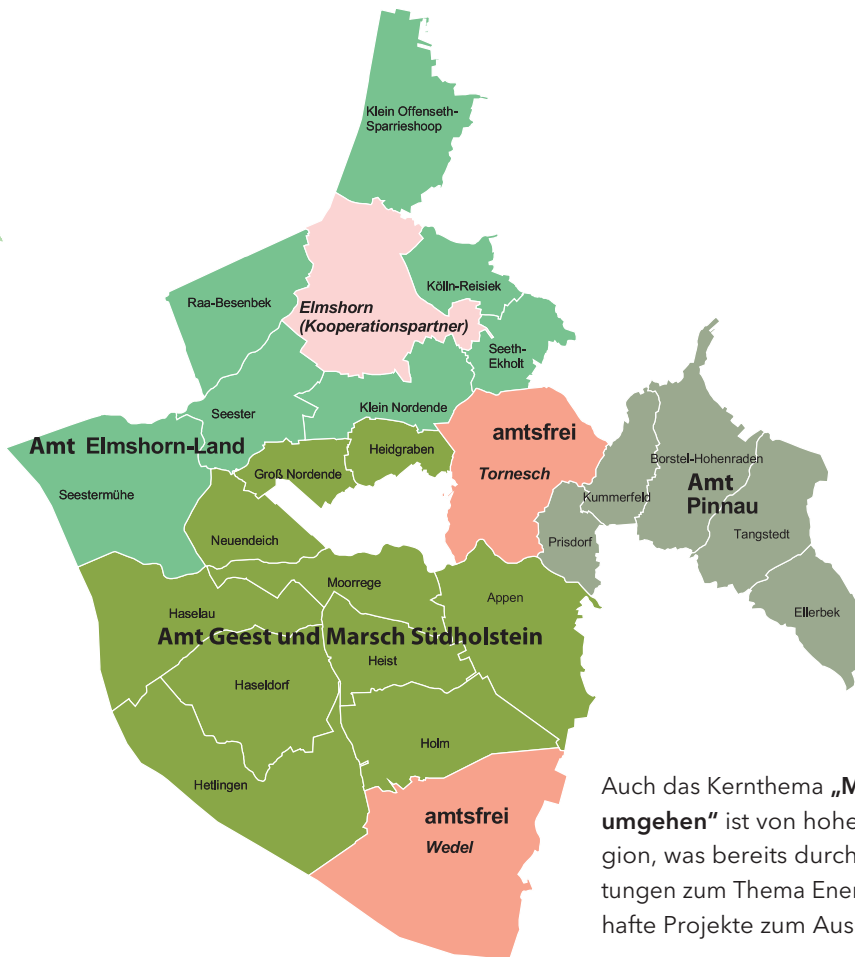 Klein Offenseth-
Sparrieshoop
Kölln-Reisiek
Raa-Besenbek
Elmshorn
(Kooperationspartner)
Seeth-
Ekholt
Klein Nordende
Seester
amtsfrei
Tornesch
Amt Elmshorn-Land
Heidgraben
Groß Nordende
Borstel-Hohenraden
Kummerfeld
Amt
Pinnau
Seestermühe
Tangstedt
Neuendeich
Prisdorf
Moorrege
Appen
Haselau
Ellerbek
Amt Geest und Marsch Südholstein
Heist
Haseldorf
Holm
Hetlingen
amtsfrei
Wedel
Auch das Kernthema „M
umgehen“ ist von hohe
gion, was bereits durch
tungen zum Thema Ener
hafte Projekte zum Aus